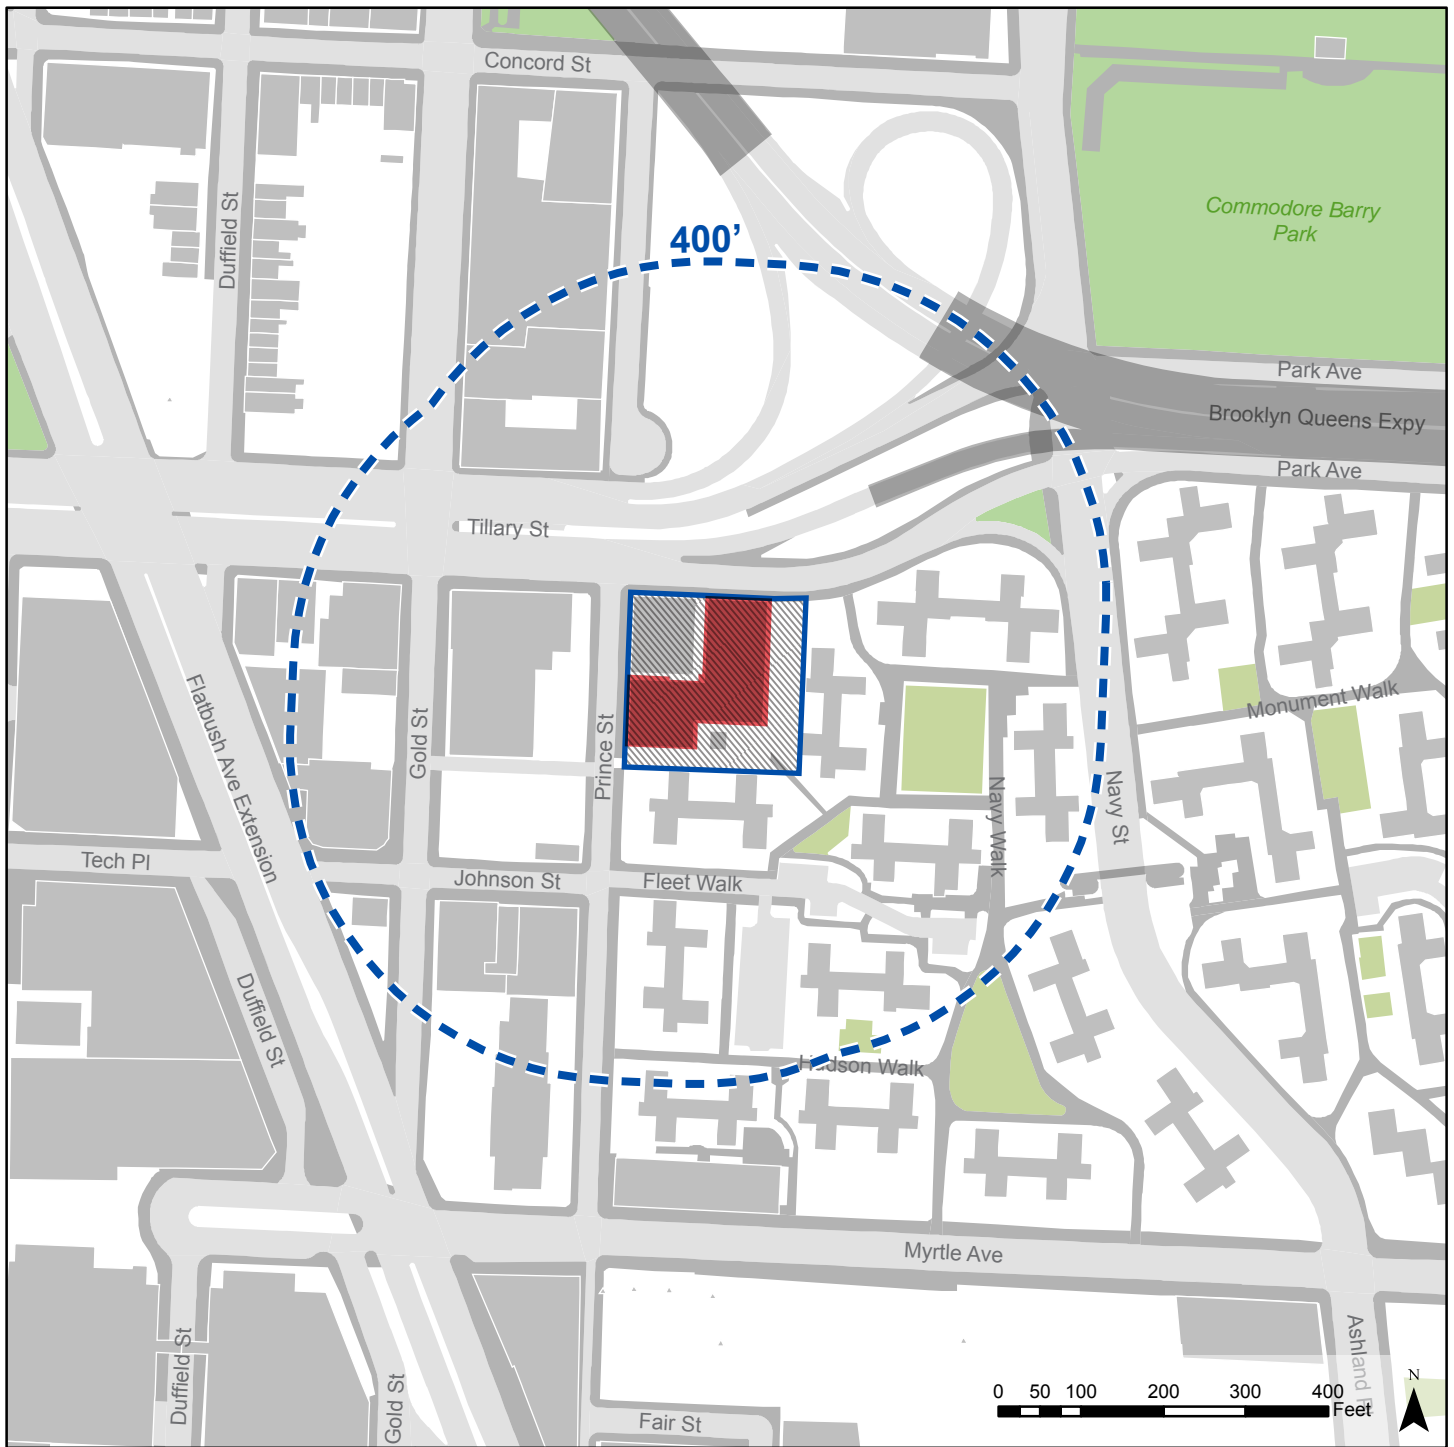 Concord St
Commodore Barry
Park
Duffield St
400’
Park Ave
Brooklyn Queens Expy
Park Ave
Tillary St
Flatbush Ave Extension
Gold St
Prince St
Monument Walk
Navy Walk
Navy St
Tech Pl
Johnson St
Fleet Walk
Duffield St
Hudson Walk
Myrtle Ave
Duffield St
Gold St
Fair St
Ashland
0 50 100 200 300 400
Feet
N